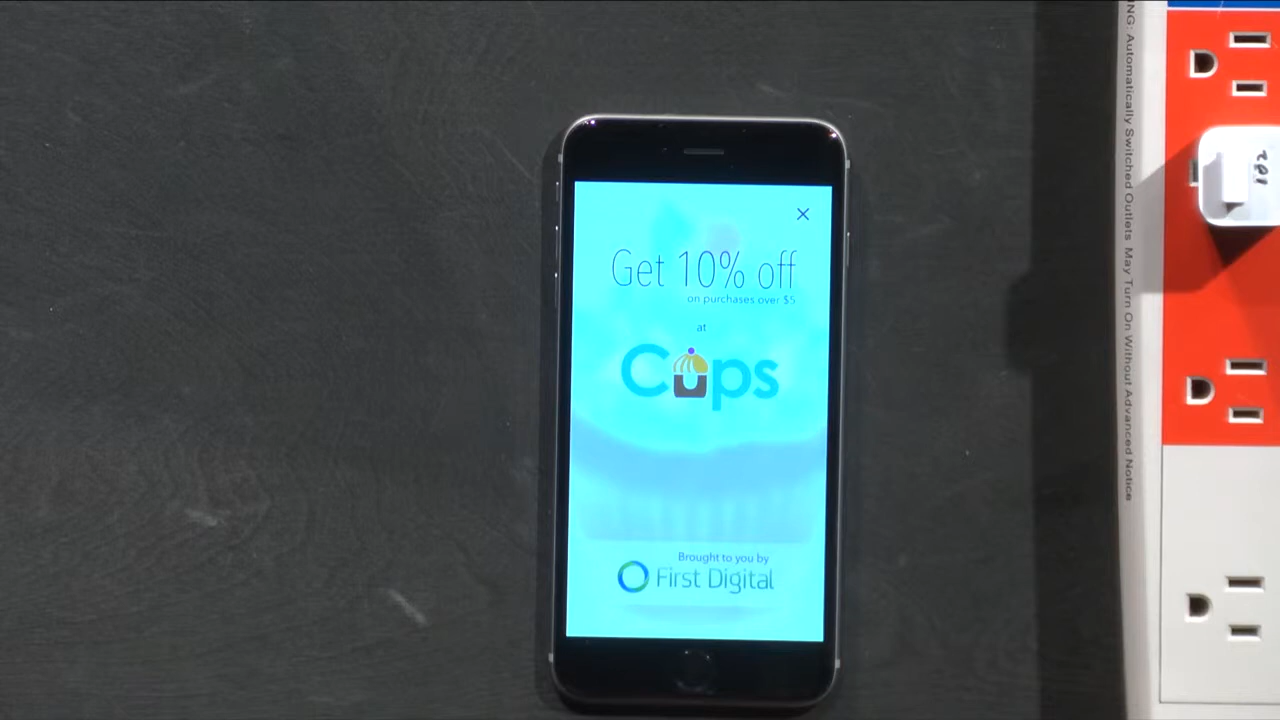 Get 10% off
on purchases over $5
at
Cups
Brought to you by
First Digital
NG: Automatically Switched Outlets May Turn On Without Advanced Notice